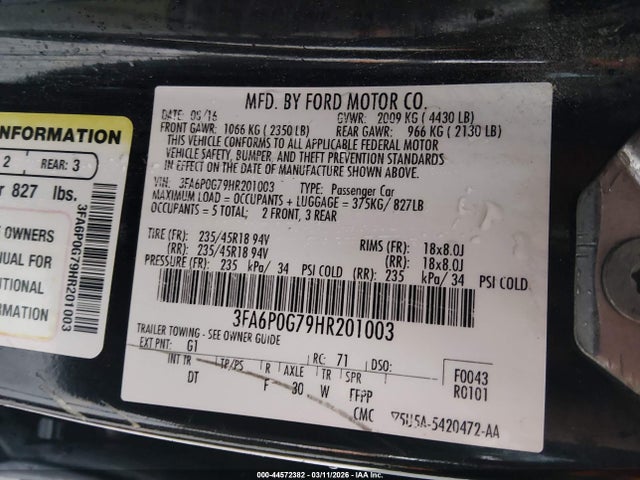 NFORMATION
2 REAR: 3
827 lbs.
OWNERS
NUAL FOR
DITIONAL
RMATION
3FA6P0G79HR201003
MFD. BY FORD MOTOR CO.
DATE: 09/16 GVWR: 2009 KG ( 4430 LB)
FRONT GAWR: 1066 KG ( 2350 LB) REAR GAWR: 966 KG ( 2130 LB)
THIS VEHICLE CONFORMS TO ALL APPLICABLE FEDERAL MOTOR
VEHICLE SAFETY, BUMPER, AND THEFT PREVENTION STANDARDS
IN EFFECT ON THE DATE OF MANUFACTURE SHOWN ABOVE.
VIN: 3FA6P0G79HR201003 TYPE: Passenger Car
MAXIMUM LOAD = OCCUPANTS + LUGGAGE = 375KG/ 827LB
OCCUPANTS = 5 TOTAL; 2 FRONT, 3 REAR
TIRE (FR): 235/45R18 94V RIMS (FR): 18x8.0J
(RR): 235/45R18 94V (RR): 18x8.0J
PRESSURE (FR): 235 kPa/ 34 PSI COLD (RR): 235 kPa/ 34 PSI COLD
3FA6P0G79HR201003
TRAILER TOWING - SEE OWNER GUIDE
EXT PNT: G1 RC: 71 DSO:
INT TR TP/PS R AXLE TR SPR F0043
DT F 30 W FFPP R0101
CMC 5U5A-5420472-AA
000-44572382 - 03/11/2026 - IAAI.COM